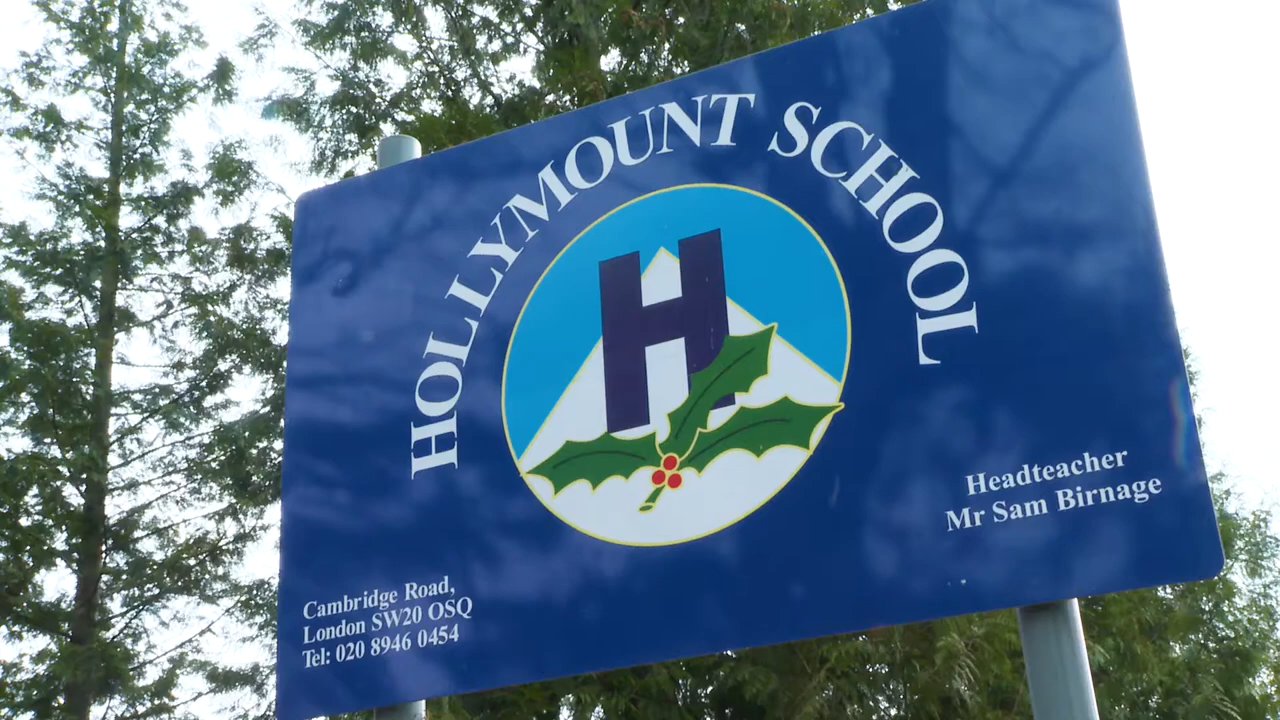 HOLLYMOUNT SCHOOL
H
Headteacher
Mr Sam Birnage
Cambridge Road,
London SW20 OSQ
Tel: 020 8946 0454